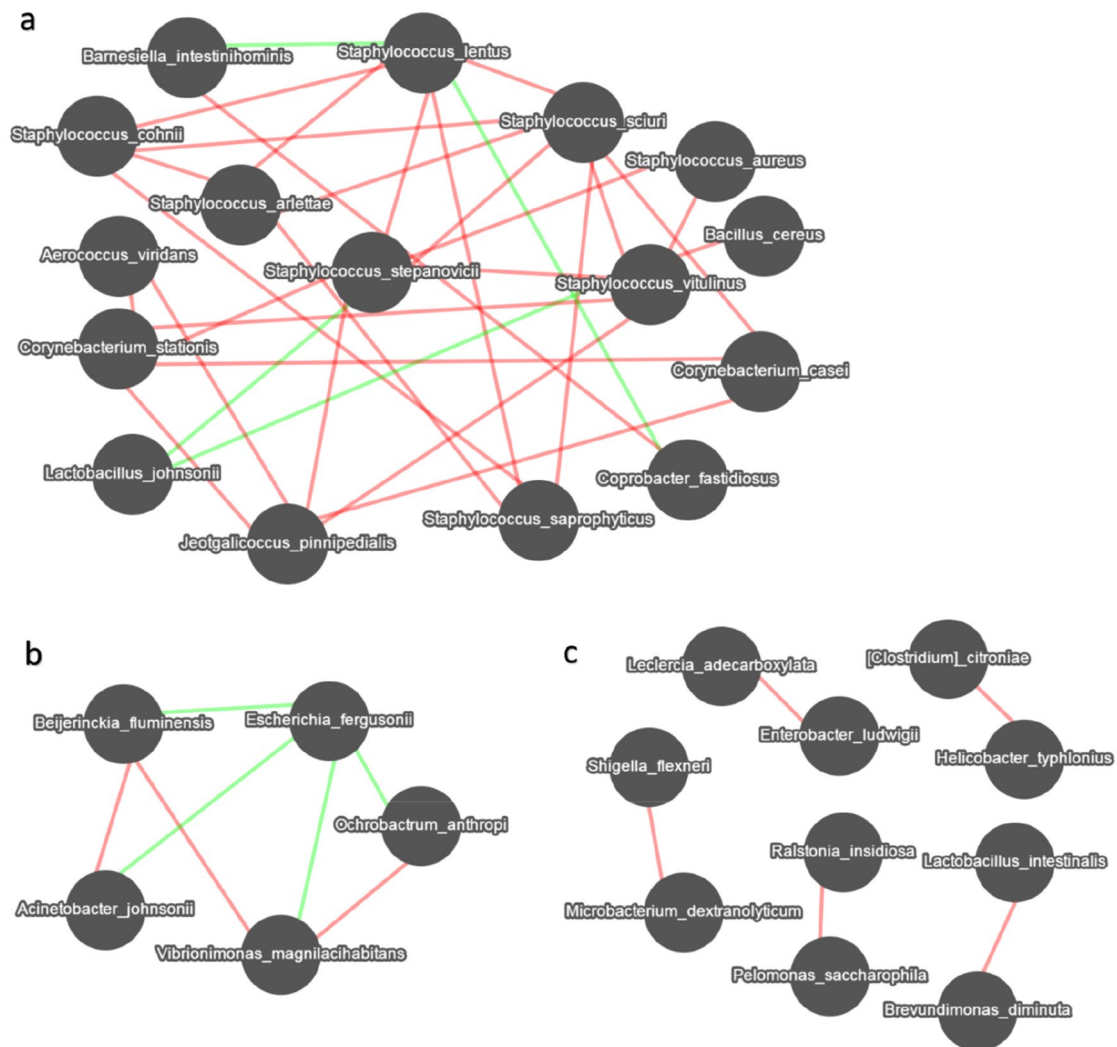 a
Barnesiella_intestinihominis
Staphylococcus_lentus
Staphylococcus_cohnii
Staphylococcus_sciuri
Staphylococcus_aureus
Staphylococcus_arlettae
Bacillus_cereus
Aerococcus_viridans
Staphylococcus_stepanovicii
Staphylococcus_vitulinus
Corynebacterium_stationis
Corynebacterium_casei
Lactobacillus_johnsonii
Coprobacter_fastidiosus
Staphylococcus_saprophyticus
Jeotgalicoccus_pinnipedialis
b
Beijerinckia_fluminensis
Escherichia_fergusonii
Ochrobactrum_anthropi
Acinetobacter_johnsonii
Vibrionimonas_magnilacihabitans
c
Leclercia_adecarboxylata
[Clostridium]_citroniae
Enterobacter_ludwigii
Helicobacter_typhlonius
Shigella_flexneri
Ralstonia_insidiosa
Lactobacillus_intestinalis
Microbacterium_dextranolyticum
Pelomonas_saccharophila
Brevundimonas_diminuta